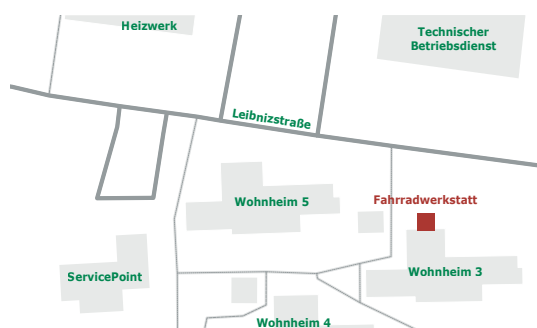 Heizwerk
Technischer
Betriebsdienst
Leibnizstraße
Wohnheim 5
Fahrradwerkstatt
ServicePoint
Wohnheim 3
Wohnheim 4